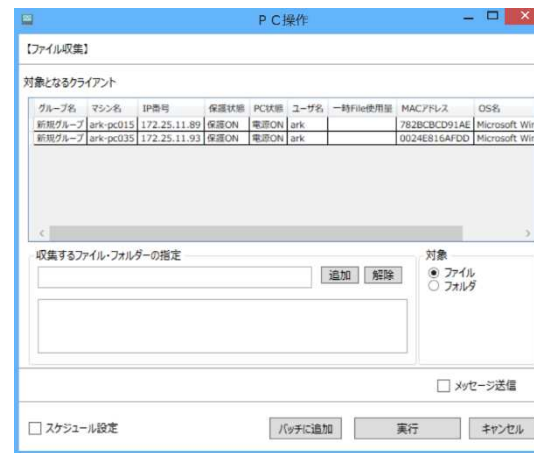 PC操作
【ファイル収集】
対象となるクライアント
グループ名 マシン名 IP番号 保護状態 PC状態 ユーザ名 一時File使用量 MACアドレス OS名
新規グループ ark-pc015 172.25.11.89 保護ON 電源ON ark 782BCBCD91AE Microsoft Win
新規グループ ark-pc035 172.25.11.93 保護ON 電源ON ark 0024E816AFDD Microsoft Win
収集するファイル・フォルダーの指定 対象
追加 解除 ファイル
フォルダ
メッセージ送信
スケジュール設定 バッチに追加 実行 キャンセル